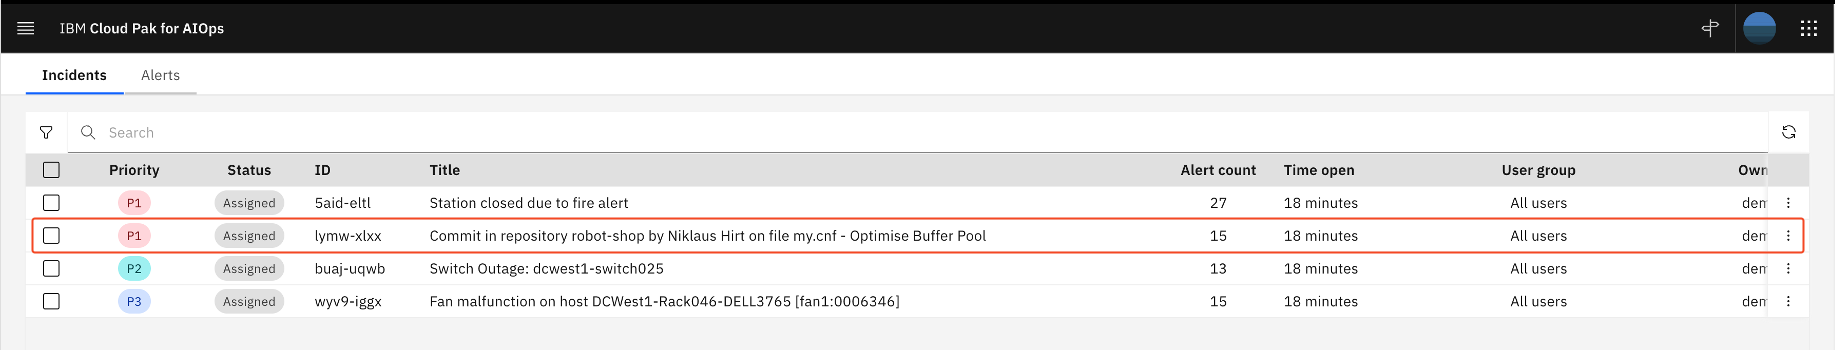 IBM Cloud Pak for AIOps
Incidents Alerts
Search
Priority Status ID Title Alert count Time open User group Own
P1 Assigned 5aid-eltl Station closed due to fire alert 27 18 minutes All users dem
P1 Assigned lymw-xlxx Commit in repository robot-shop by Niklaus Hirt on file my.cnf - Optimise Buffer Pool 15 18 minutes All users dem
P2 Assigned buaj-uqwb Switch Outage: dcwest1-switch025 13 18 minutes All users dem
P3 Assigned wyv9-iggx Fan malfunction on host DCWest1-Rack046-DELL3765 [fan1:0006346] 15 18 minutes All users dem